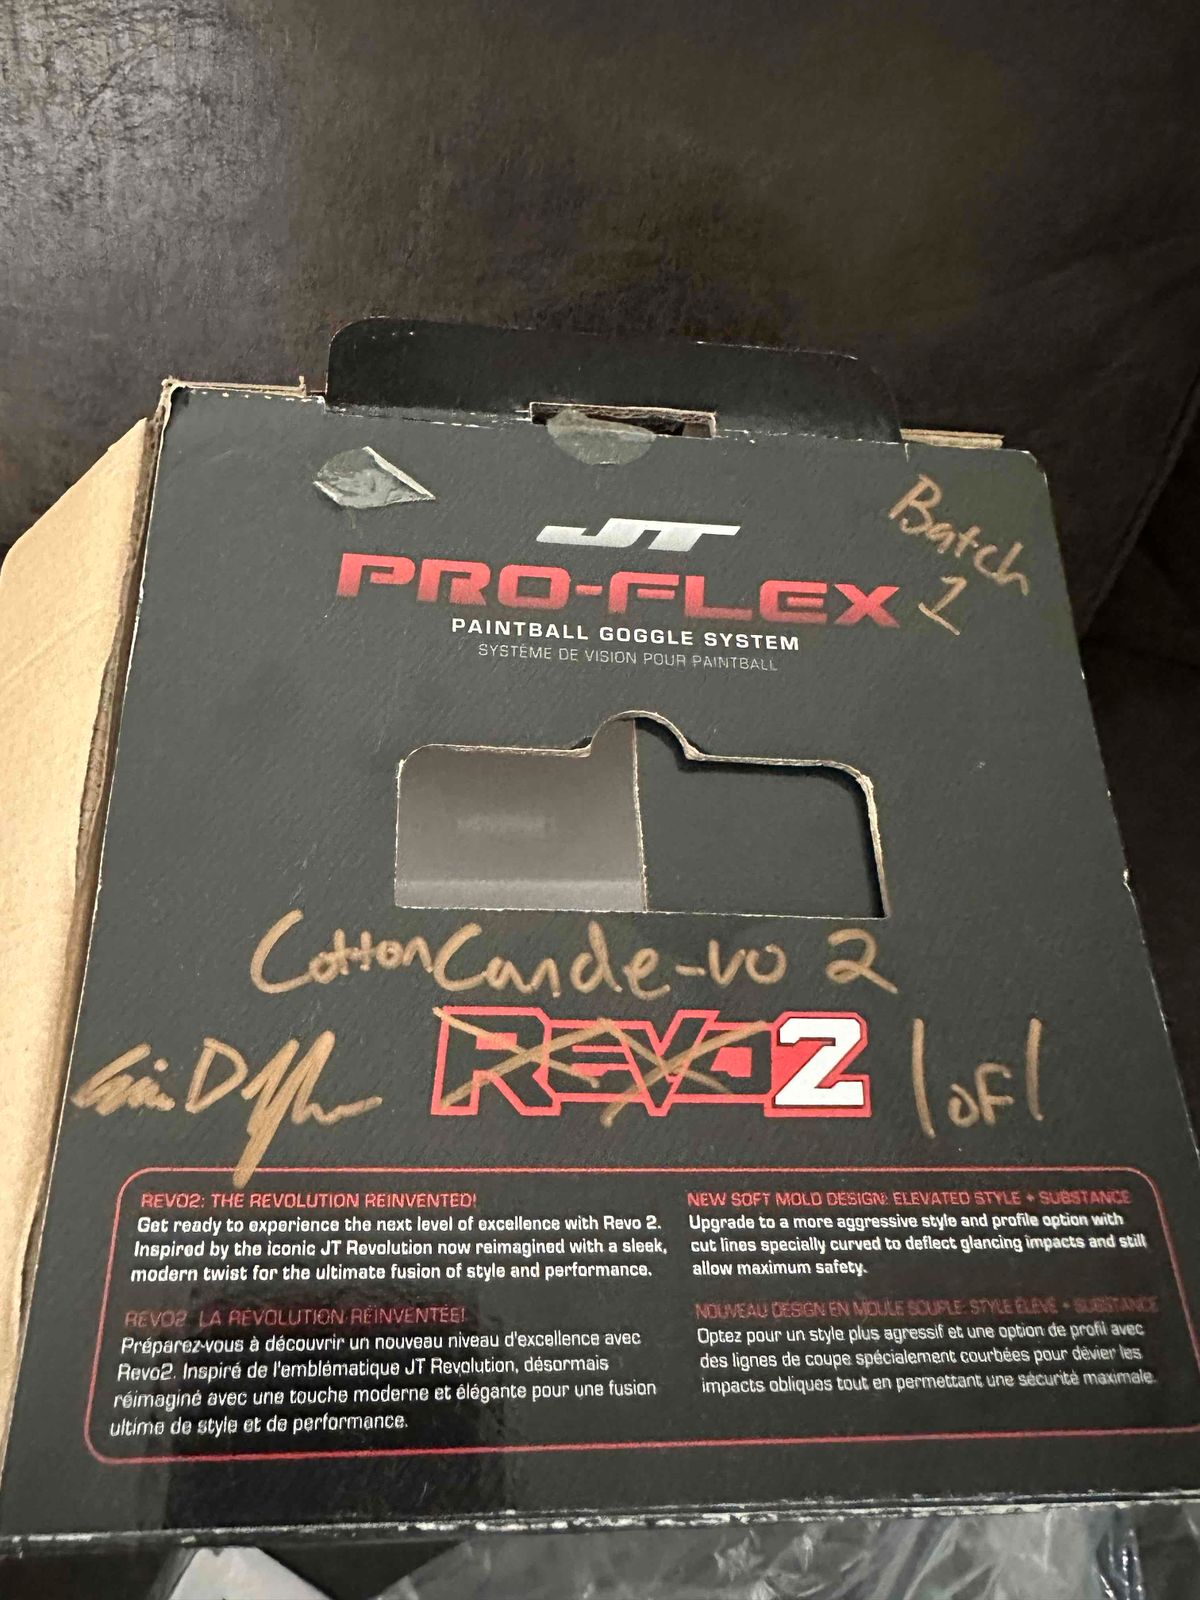 Batch
1
JT
PRO-FLEX
PAINTBALL GOGGLE SYSTEM
SYSTÈME DE VISION POUR PAINTBALL
CottonCande-vo 2
REVO2
1 of 1
REVO2: THE REVOLUTION REINVENTED!
Get ready to experience the next level of excellence with Revo 2.
Inspired by the iconic JT Revolution now reimagined with a sleek,
modern twist for the ultimate fusion of style and performance.
REVO2: LA RÉVOLUTION RÉINVENTÉE!
Préparez-vous à découvrir un nouveau niveau d'excellence avec
Revo2. Inspiré de l'emblématique JT Revolution, désormais
réimaginé avec une touche moderne et élégante pour une fusion
ultime de style et de performance.
NEW SOFT MOLD DESIGN: ELEVATED STYLE + SUBSTANCE
Upgrade to a more aggressive style and profile option with
cut lines specially curved to deflect glancing impacts and still
allow maximum safety.
NOUVEAU DESIGN EN MOULE SOUPLE: STYLE ÉLEVÉ + SUBSTANCE
Optez pour un style plus agressif et une option de profil avec
des lignes de coupe spécialement courbées pour dévier les
impacts obliques tout en permettant une sécurité maximale.